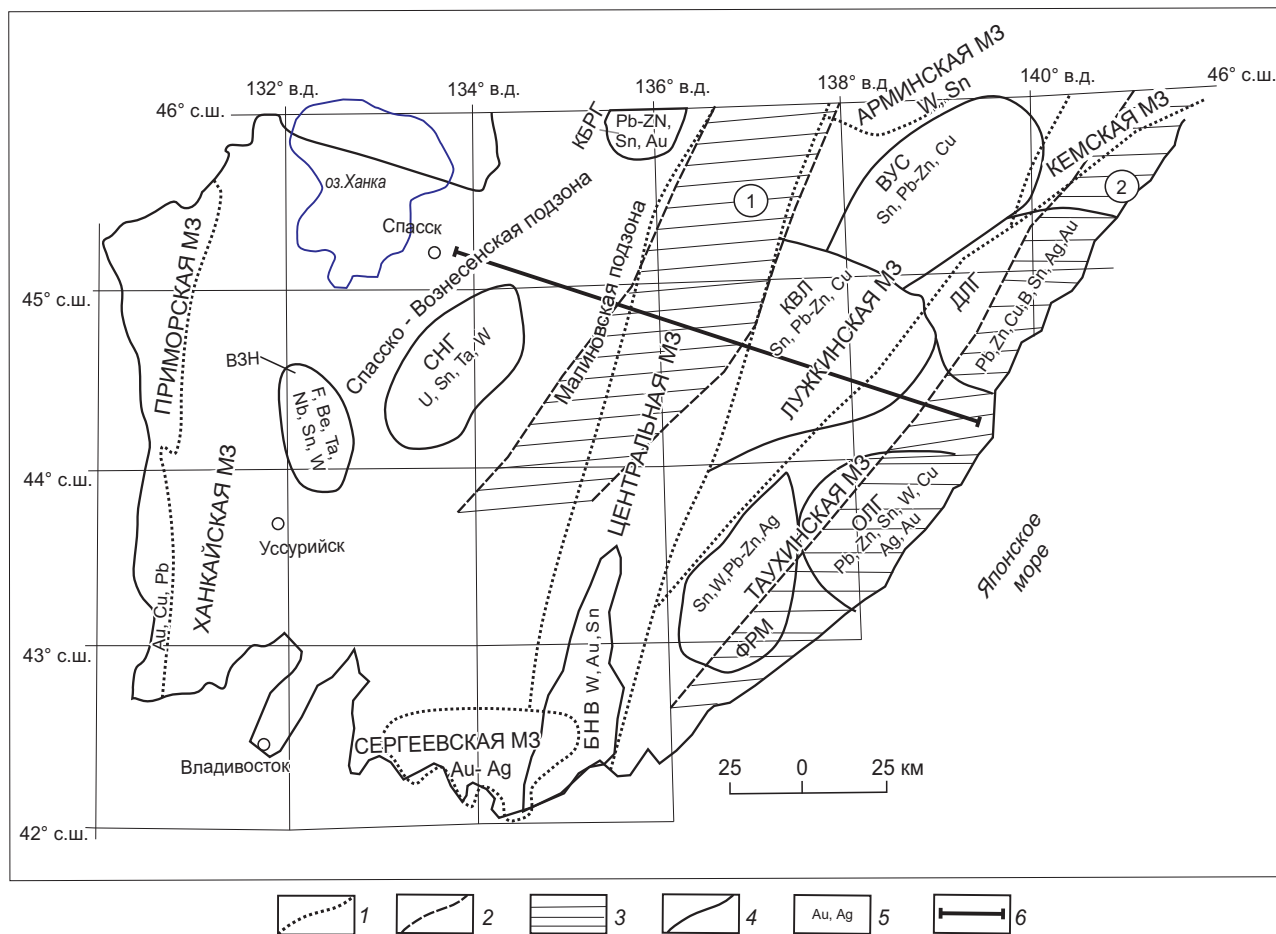 132° в.д.
134° в.д.
136° в.д.
138° в.д.
140° в.д.
46° с.ш.
46° с.ш.
АРМИНСКАЯ МЗ
W, Sn
КБРГ
Pb-ZN,
Sn, Au
КЕМСКАЯ МЗ
ВУС
Sn, Pb-Zn, Cu
1
2
оз.Ханка
Спасск
Спасско - Вознесенская подзона
Малиновская подзона
ПРИМОРСКАЯ МЗ
45° с.ш.
КВЛ
Sn, Pb-Zn, Cu
ДЛГ
Pb,Zn,Cu,B,Sn,Ag,Au
ЛУЖКИНСКАЯ МЗ
ЦЕНТРАЛЬНАЯ МЗ
СНГ
U, Sn, Ta, W
ВЗН
F, Be, Ta,
Nb, Sn, W
44° с.ш.
ХАНКАЙСКАЯ МЗ
Уссурийск
ТАУХИНСКАЯ МЗ
ОЛГ
Pb, Zn, Sn, W, Cu
Ag, Au
Sn,W,Pb-Zn,Ag
ФРМ
Японское
море
Au, Cu, Pb
43° с.ш.
БНВ W, Au, Sn
СЕРГЕЕВСКАЯ МЗ
Au- Ag
Владивосток
25 0 25 км
42° с.ш.
1
2
3
4
Au, Ag 5
6